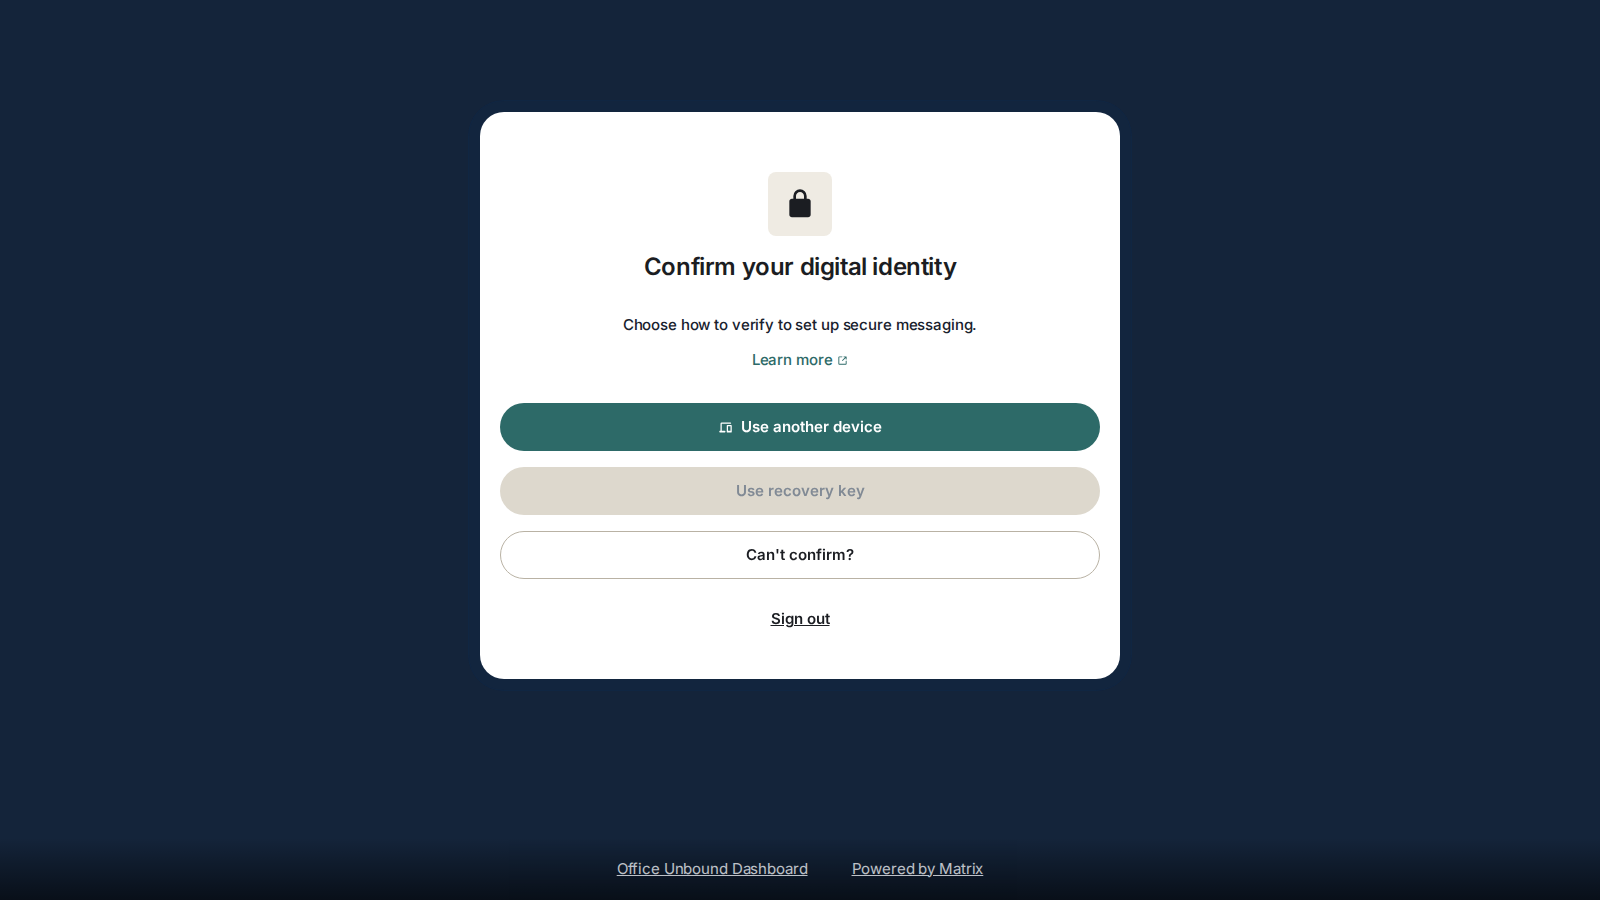 Confirm your digital identity
Choose how to verify to set up secure messaging.
Learn more
Use another device
Use recovery key
Can't confirm?
Sign out
Office Unbound Dashboard
Powered by Matrix